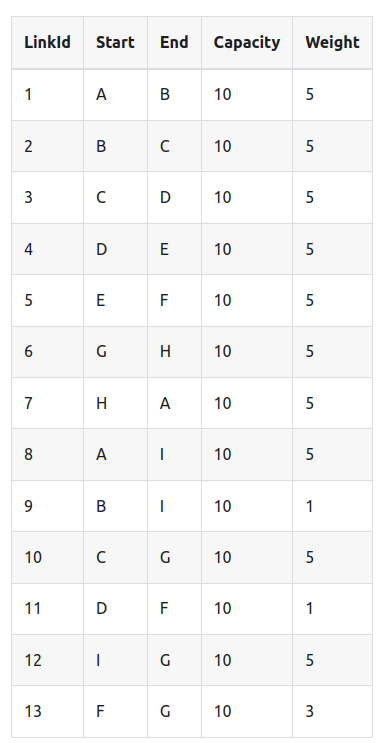 LinkId Start End Capacity Weight
1 A B 10 5
2 B C 10 5
3 C D 10 5
4 D E 10 5
5 E F 10 5
6 G H 10 5
7 H A 10 5
8 A I 10 5
9 B I 10 1
10 C G 10 5
11 D F 10 1
12 I G 10 5
13 F G 10 3